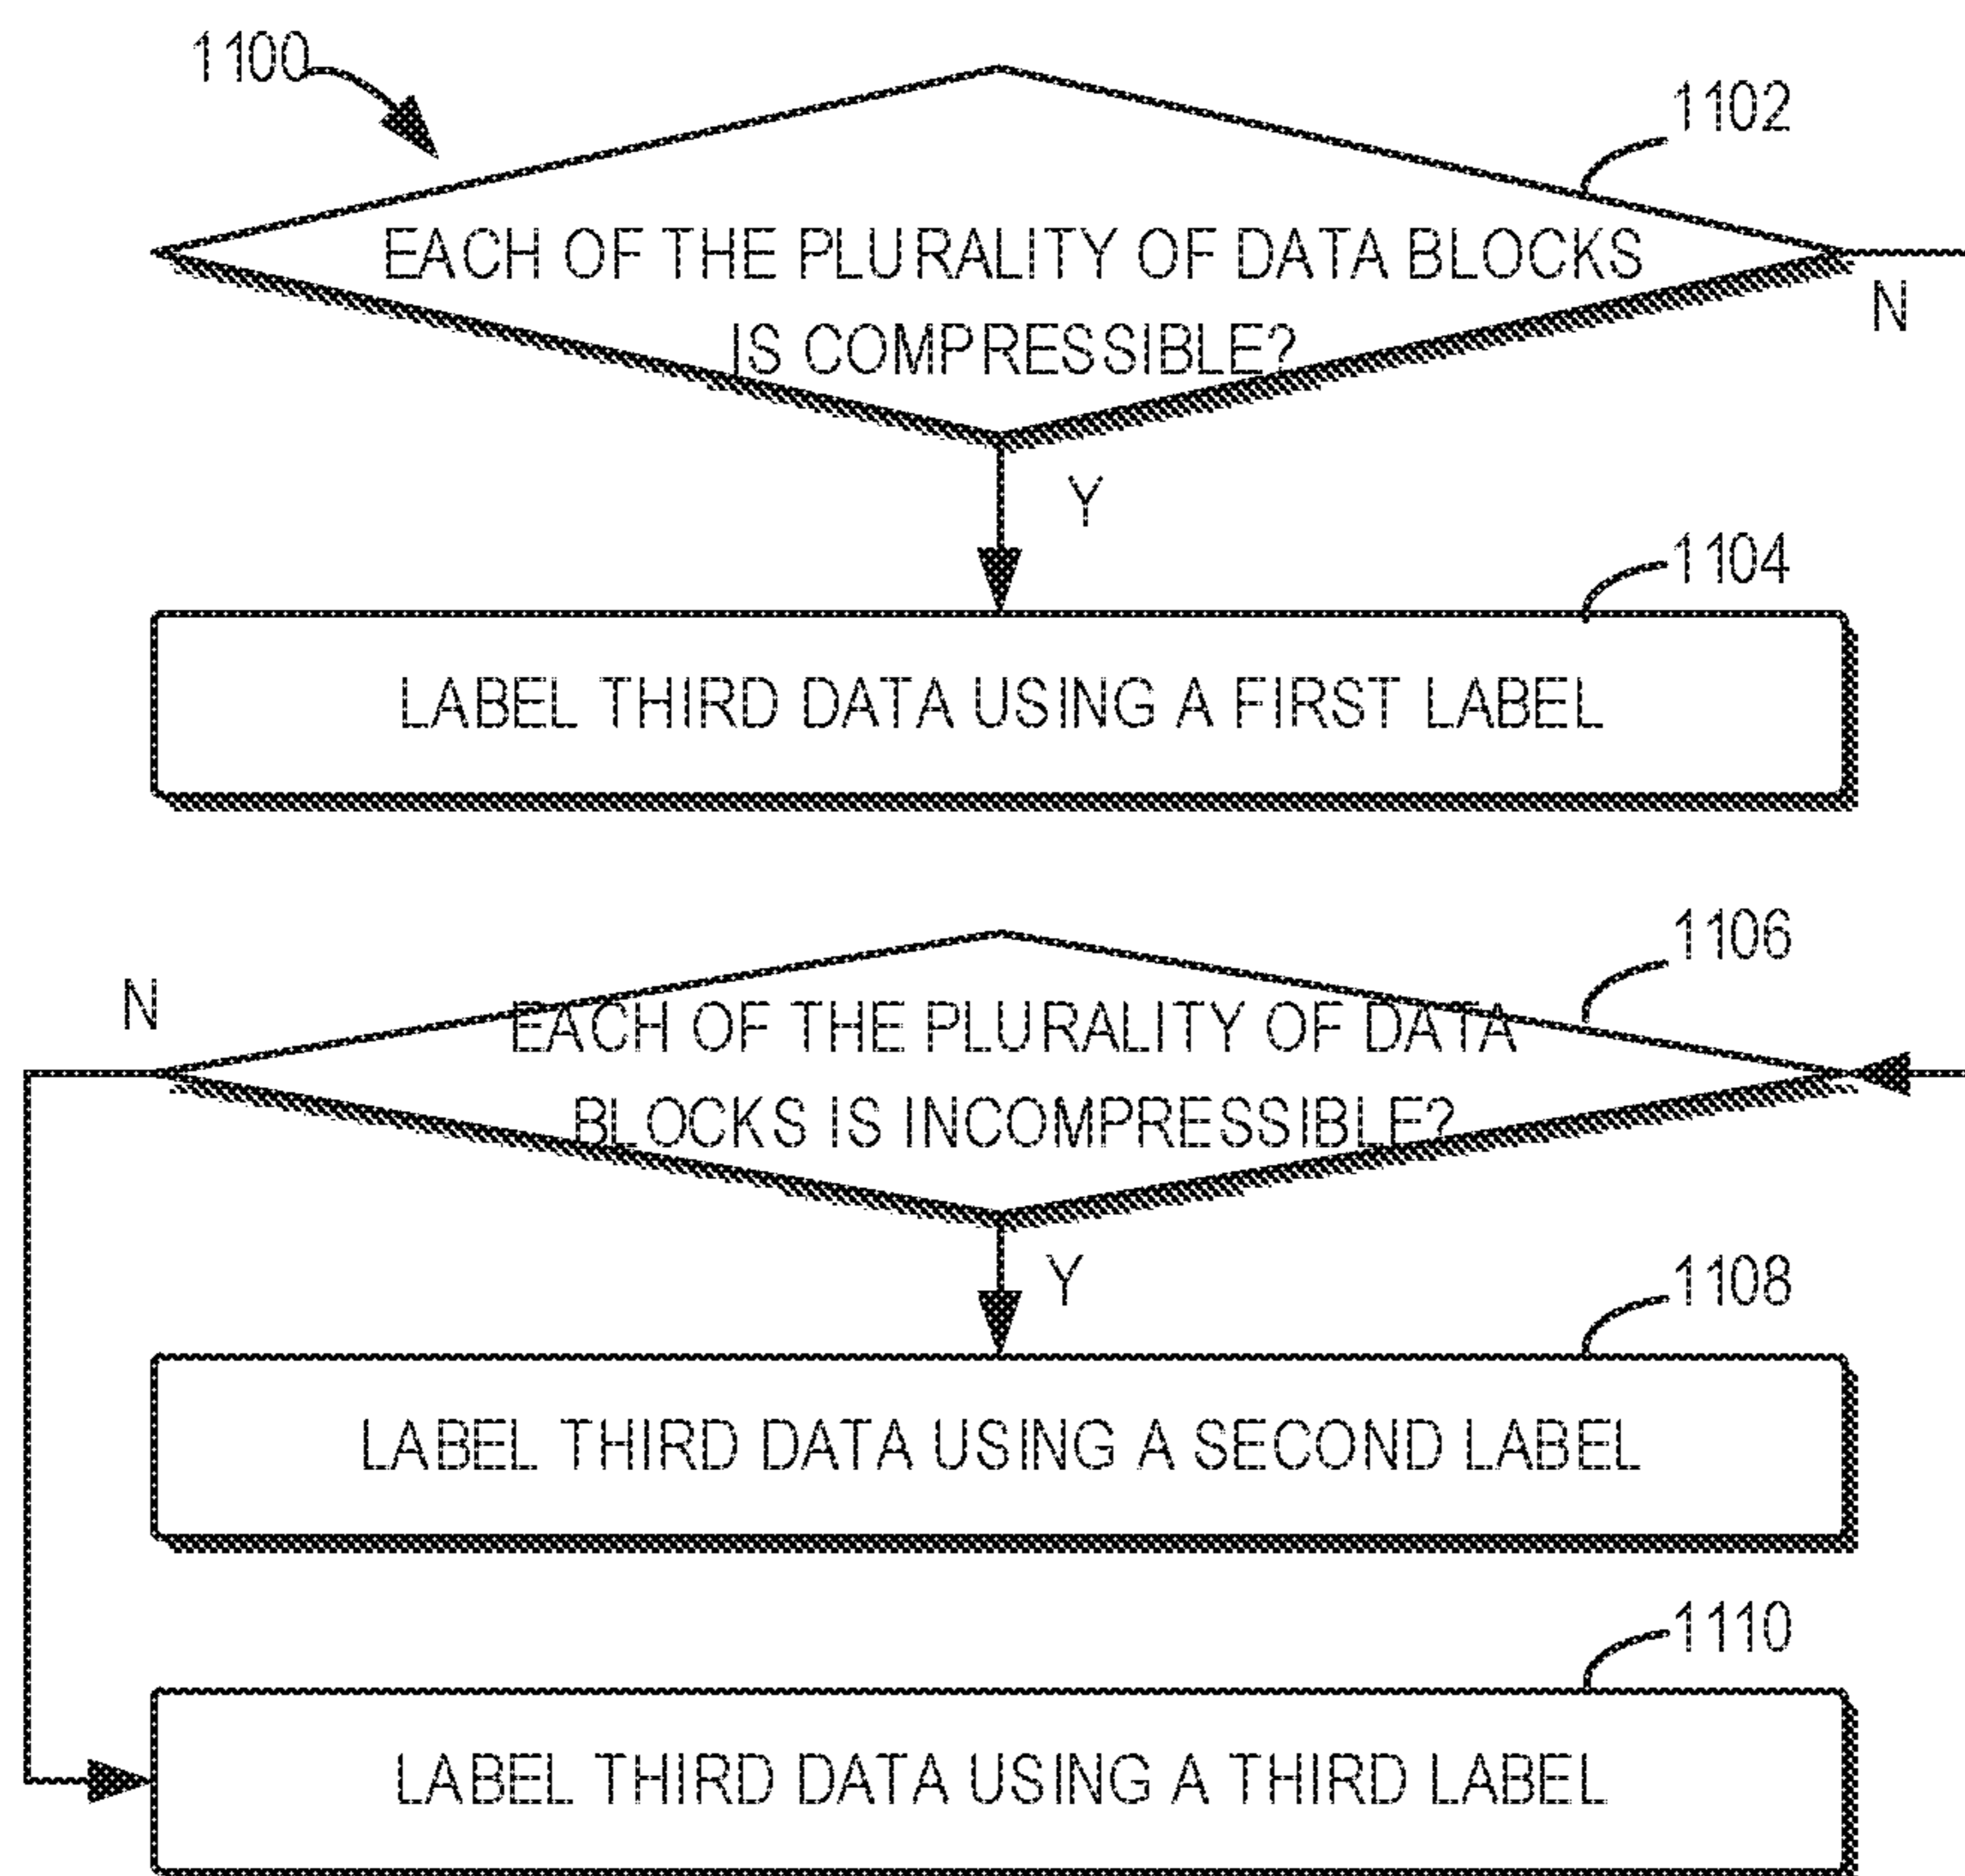 1100
1102
EACH OF THE PLURALITY OF DATA BLOCKS
IS COMPRESSIBLE?
N
Y
1104
LABEL THIRD DATA USING A FIRST LABEL
1106
N
EACH OF THE PLURALITY OF DATA
BLOCKS IS INCOMPRESSIBLE?
Y
1108
LABEL THIRD DATA USING A SECOND LABEL
1110
LABEL THIRD DATA USING A THIRD LABEL